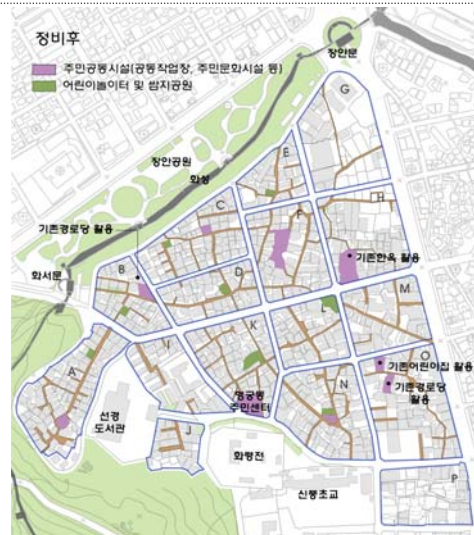 정비후
주민공동시설(공동작업장, 주민문화시설 등)
어린이놀이터 및 쌈지공원
장안문
장안공원
화성
기존경로당 활용
화서문
G
E
C
F
H
기존한옥 활용
B
D
M
L
K
I
A
O
기존어린이집 활용
기존경로당
활용
N
행궁동
주민센터
선경
도서관
J
화령전
신풍초교
P